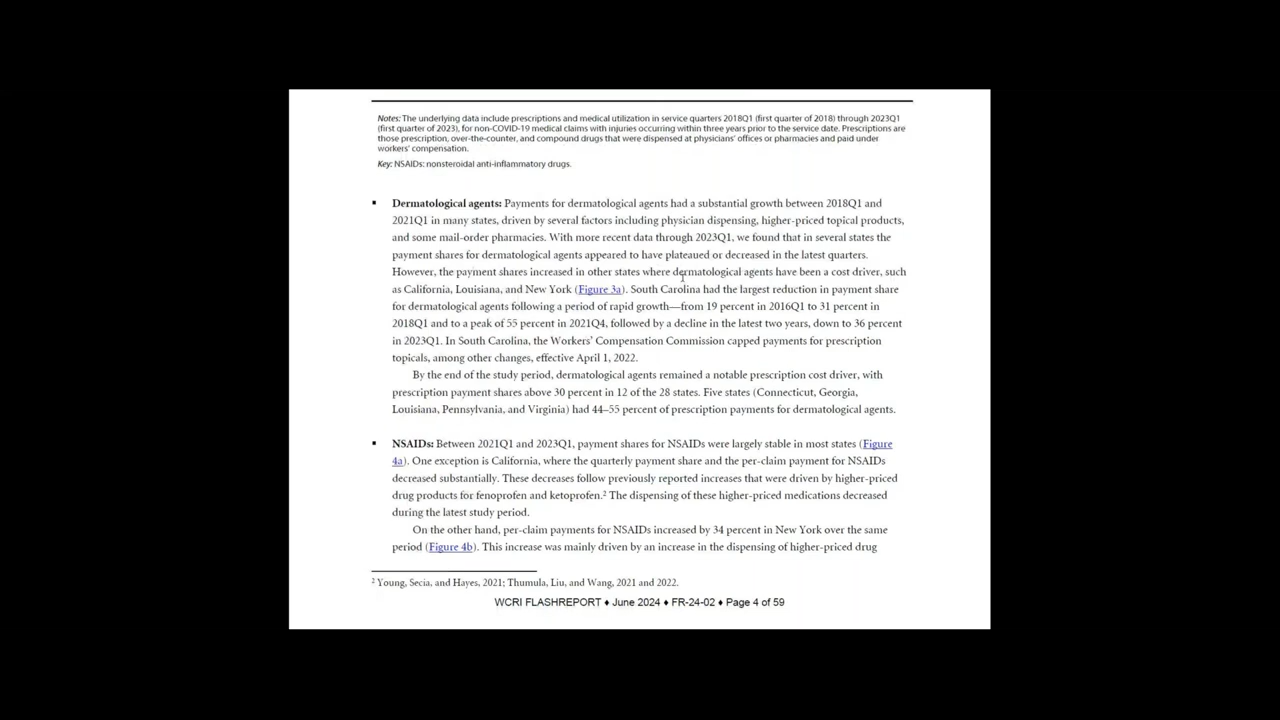 Notes: The underlying data include prescriptions and medical utilization in service quarters 2018Q1 (first quarter of 2018) through 2023Q1
(first quarter of 2023), for non-COVID-19 medical claims with injuries occurring within three years prior to the service date. Prescriptions are
those prescription, over-the-counter, and compound drugs that were dispensed at physicians' offices or pharmacies and paid under
workers' compensation.
Key: NSAIDs: nonsteroidal anti-inflammatory drugs.
▪ Dermatological agents: Payments for dermatological agents had a substantial growth between 2018Q1 and
2021Q1 in many states, driven by several factors including physician dispensing, higher-priced topical products,
and some mail-order pharmacies. With more recent data through 2023Q1, we found that in several states the
payment shares for dermatological agents appeared to have plateaued or decreased in the latest quarters.
However, the payment shares increased in other states where dermatological agents have been a cost driver, such
as California, Louisiana, and New York (Figure 3a). South Carolina had the largest reduction in payment share
for dermatological agents following a period of rapid growth—from 19 percent in 2016Q1 to 31 percent in
2018Q1 and to a peak of 55 percent in 2021Q4, followed by a decline in the latest two years, down to 36 percent
in 2023Q1. In South Carolina, the Workers' Compensation Commission capped payments for prescription
topicals, among other changes, effective April 1, 2022.
By the end of the study period, dermatological agents remained a notable prescription cost driver, with
prescription payment shares above 30 percent in 12 of the 28 states. Five states (Connecticut, Georgia,
Louisiana, Pennsylvania, and Virginia) had 44–55 percent of prescription payments for dermatological agents.
▪ NSAIDs: Between 2021Q1 and 2023Q1, payment shares for NSAIDs were largely stable in most states (Figure
4a). One exception is California, where the quarterly payment share and the per-claim payment for NSAIDs
decreased substantially. These decreases follow previously reported increases that were driven by higher-priced
drug products for fenoprofen and ketoprofen.² The dispensing of these higher-priced medications decreased
during the latest study period.
On the other hand, per-claim payments for NSAIDs increased by 34 percent in New York over the same
period (Figure 4b). This increase was mainly driven by an increase in the dispensing of higher-priced drug
² Young, Secia, and Hayes, 2021; Thumula, Liu, and Wang, 2021 and 2022.
WCRI FLASHREPORT ♦ June 2024 ♦ FR-24-02 ♦ Page 4 of 59